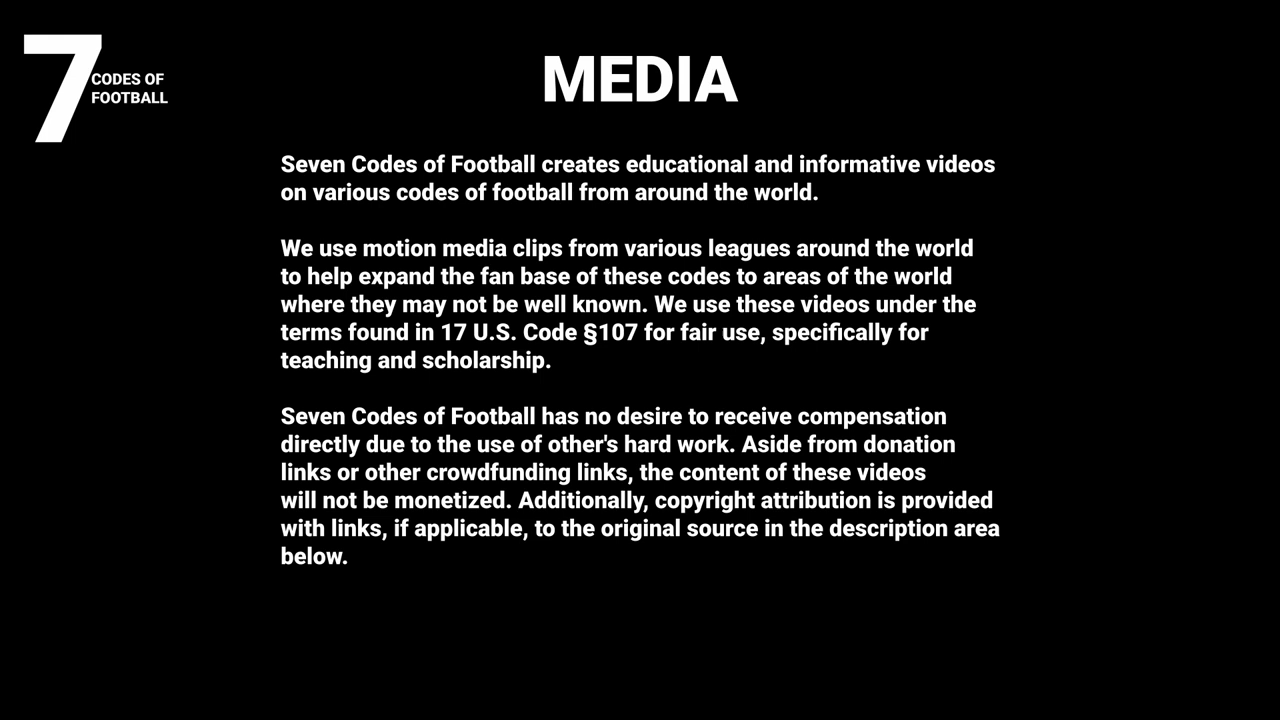 7
CODES OF
FOOTBALL
MEDIA
Seven Codes of Football creates educational and informative videos
on various codes of football from around the world.
We use motion media clips from various leagues around the world
to help expand the fan base of these codes to areas of the world
where they may not be well known. We use these videos under the
terms found in 17 U.S. Code §107 for fair use, specifically for
teaching and scholarship.
Seven Codes of Football has no desire to receive compensation
directly due to the use of other's hard work. Aside from donation
links or other crowdfunding links, the content of these videos
will not be monetized. Additionally, copyright attribution is provided
with links, if applicable, to the original source in the description area
below.